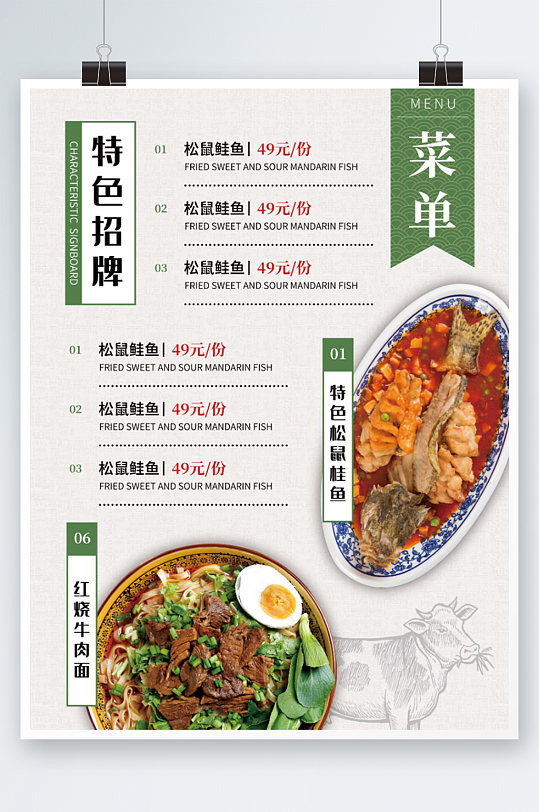 MENU
菜单
特色招牌
CHARACTERISTIC SIGNBOARD
01 松鼠鲑鱼| 49元/份
FRIED SWEET AND SOUR MANDARIN FISH
02 松鼠鲑鱼| 49元/份
FRIED SWEET AND SOUR MANDARIN FISH
03 松鼠鲑鱼| 49元/份
FRIED SWEET AND SOUR MANDARIN FISH
01 松鼠鲑鱼| 49元/份
FRIED SWEET AND SOUR MANDARIN FISH
02 松鼠鲑鱼| 49元/份
FRIED SWEET AND SOUR MANDARIN FISH
03 松鼠鲑鱼| 49元/份
FRIED SWEET AND SOUR MANDARIN FISH
01
特色松鼠桂鱼
06
红烧牛肉面